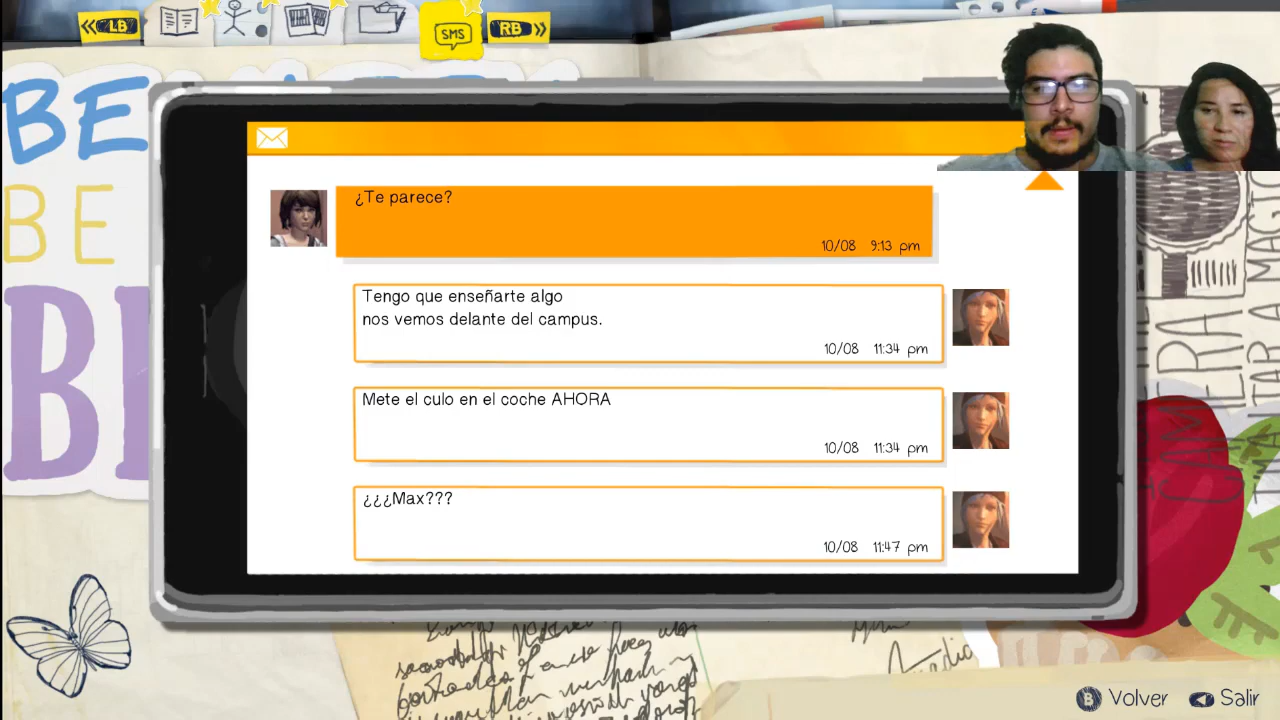 LB
SMS
RB
BE
BE
¿Te parece?
10/08 9:13 pm
Tengo que enseñarte algo
nos vemos delante del campus.
10/08 11:34 pm
Mete el culo en el coche AHORA
10/08 11:34 pm
¿¿¿Max???
10/08 11:47 pm
B Volver
Salir